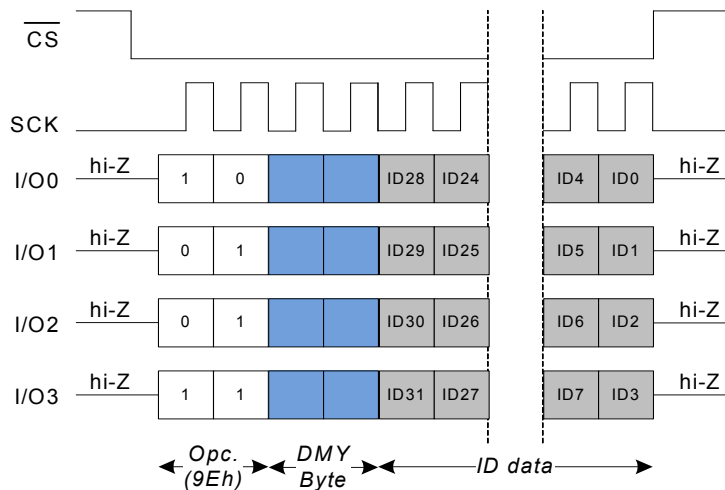 CS
SCK
I/O0 hi-Z 1 0 ID28 ID24 ID4 ID0 hi-Z
I/O1 hi-Z 0 1 ID29 ID25 ID5 ID1 hi-Z
I/O2 hi-Z 0 1 ID30 ID26 ID6 ID2 hi-Z
I/O3 hi-Z 1 1 ID31 ID27 ID7 ID3 hi-Z
Opc. DMY ID data
(9Eh) Byte